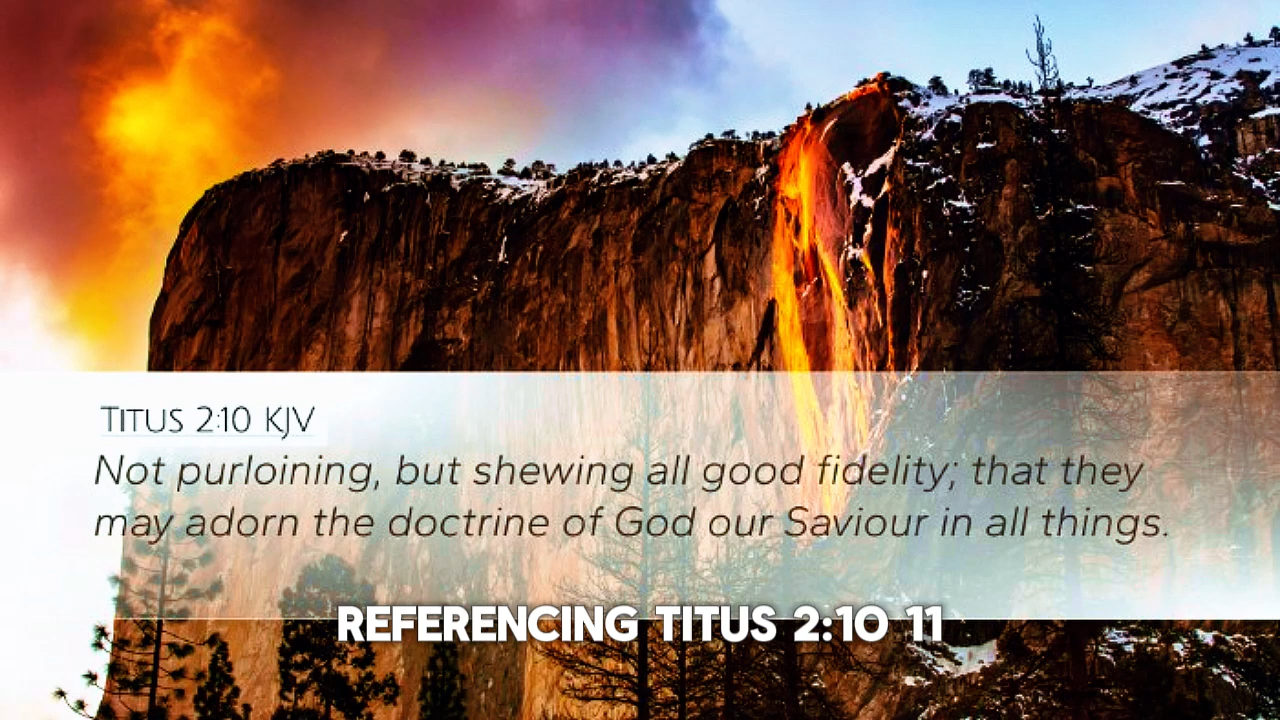 Titus 2:10 KJV
Not purloining, but shewing all good fidelity; that they
may adorn the doctrine of God our Saviour in all things.
REFERENCING TITUS 2:10 11